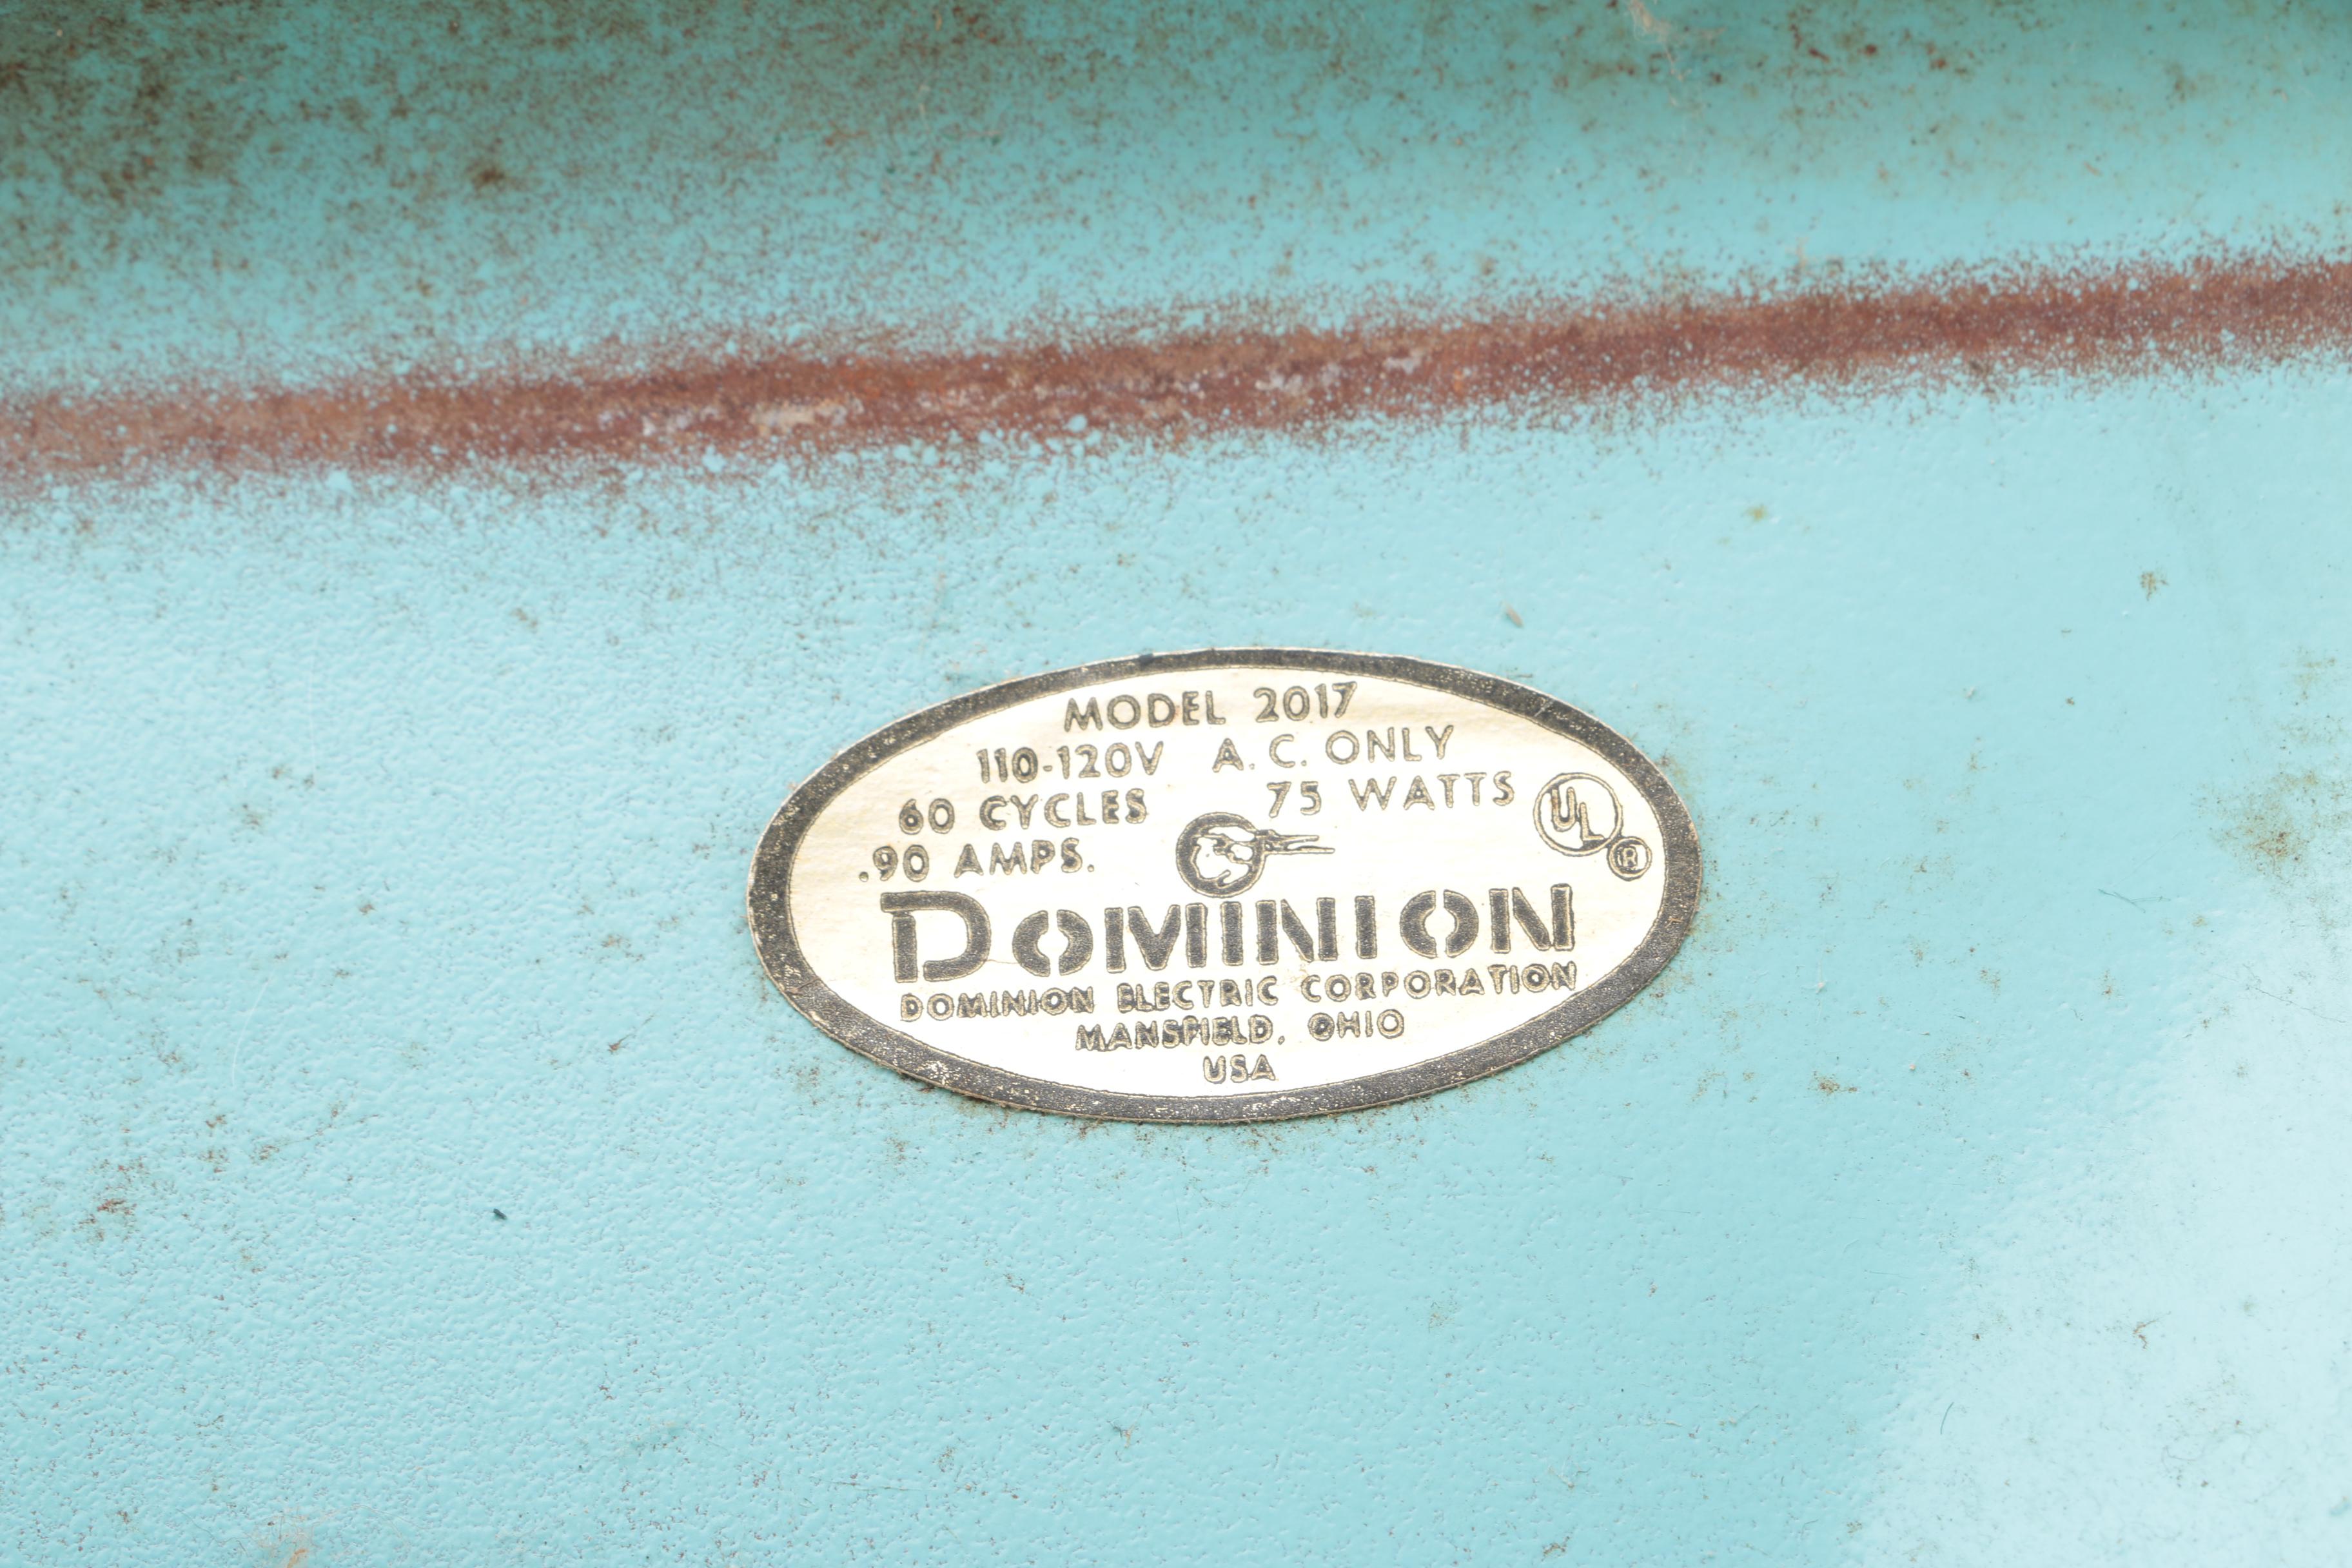 MODEL 2017
110-120V A.C. ONLY
60 CYCLES 75 WATTS
.90 AMPS.
UL
R
DOMINION
DOMINION ELECTRIC CORPORATION
MANSFIELD, OHIO
USA